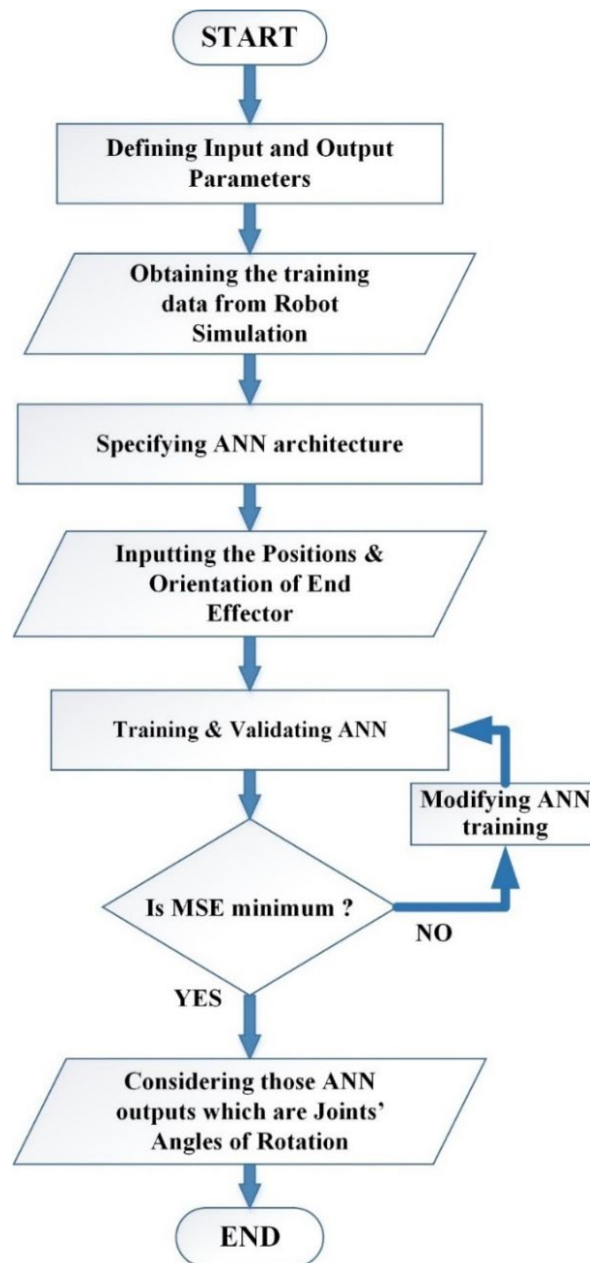 START
Defining Input and Output
Parameters
Obtaining the training
data from Robot
Simulation
Specifying ANN architecture
Inputting the Positions &
Orientation of End
Effector
Training & Validating ANN
Modifying ANN
training
Is MSE minimum ?
NO
YES
Considering those ANN
outputs which are Joints’
Angles of Rotation
END